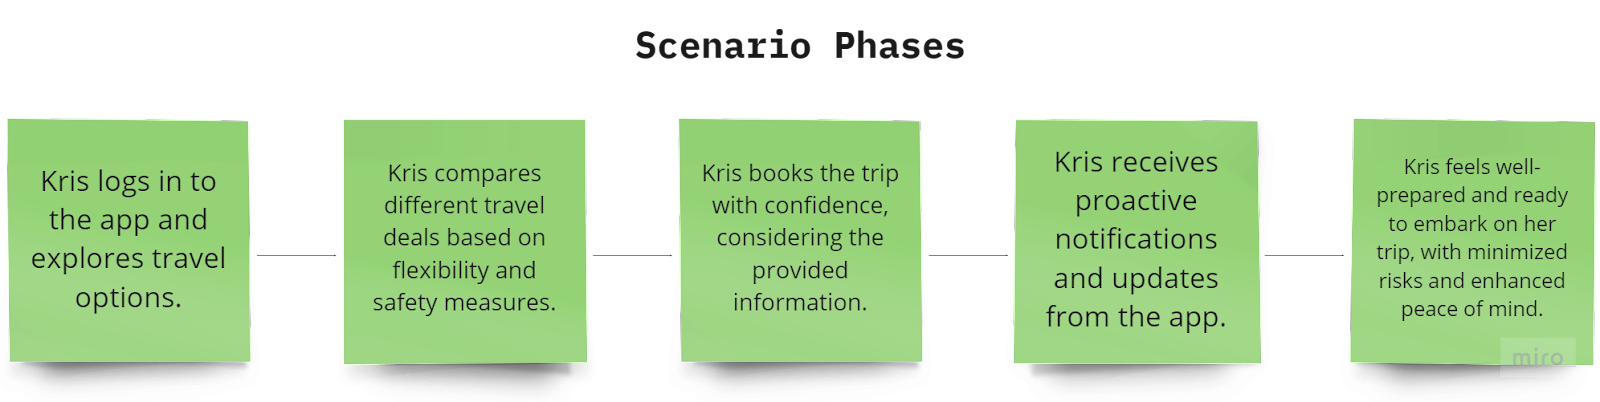 Scenario Phases
Kris logs in to
the app and
explores travel
options.
Kris compares
different travel
deals based on
flexibility and
safety measures.
Kris books the trip
with confidence,
considering the
provided
information.
Kris receives
proactive
notifications
and updates
from the app.
Kris feels well-
prepared and ready
to embark on her
trip, with minimized
risks and enhanced
peace of mind.
miro